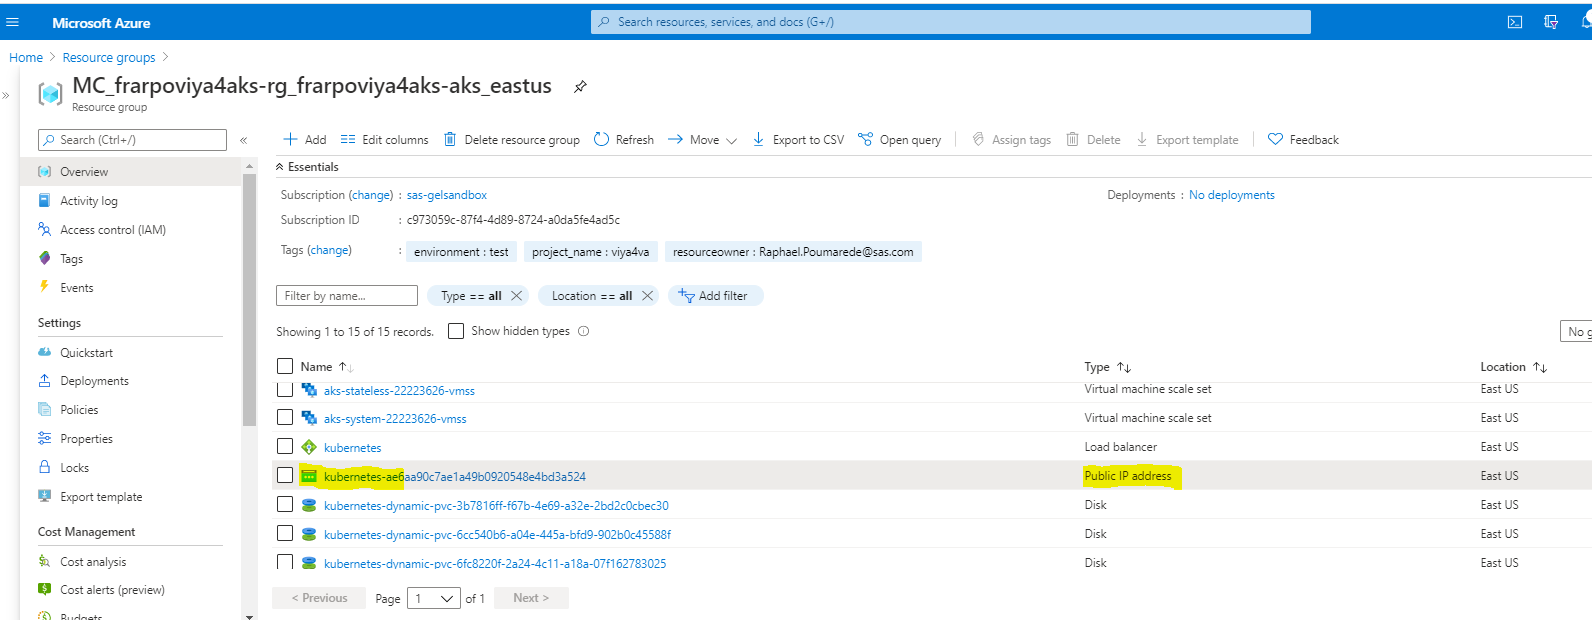 Microsoft Azure
Search resources, services, and docs (G+/)
Home > Resource groups >
MC_frarpoviya4aks-rg_frarpoviya4aks-aks_eastus
Resource group
Search (Ctrl+/)
Add Edit columns Delete resource group Refresh Move Export to CSV Open query Assign tags Delete Export template Feedback
Overview
Activity log
Access control (IAM)
Tags
Events
Settings
Quickstart
Deployments
Policies
Properties
Locks
Export template
Cost Management
Cost analysis
Cost alerts (preview)
Budgets
Essentials
Subscription (change) : sas-gelsandbox
Deployments : No deployments
Subscription ID : c973059c-87f4-4d89-8724-a0da5fe4ad5c
Tags (change) : environment : test project_name : viya4va resourceowner : Raphael.Poumarede@sas.com
Filter by name... Type == all Location == all Add filter
Showing 1 to 15 of 15 records. Show hidden types
No
Name Type Location
aks-stateless-22223626-vmss Virtual machine scale set East US
aks-system-22223626-vmss Virtual machine scale set East US
kubernetes Load balancer East US
kubernetes-ae6aa90c7ae1a49b0920548e4bd3a524 Public IP address East US
kubernetes-dynamic-pvc-3b7816ff-f67b-4e69-a32e-2bd2c0cbec30 Disk East US
kubernetes-dynamic-pvc-6cc540b6-a04e-445a-bfd9-902b0c45588f Disk East US
kubernetes-dynamic-pvc-6fc8220f-2a24-4c11-a18a-07f162783025 Disk East US
< Previous Page 1 of 1 Next >